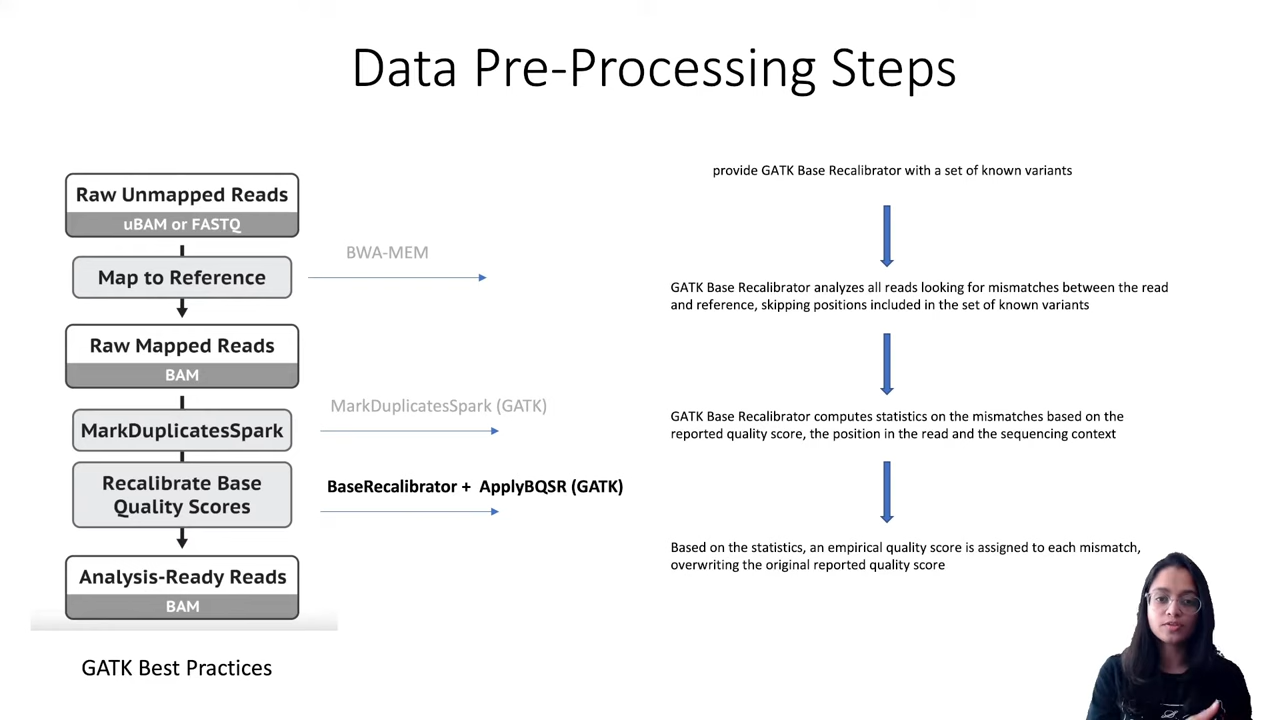 Data Pre-Processing Steps
Raw Unmapped Reads
uBAM or FASTQ
Map to Reference
Raw Mapped Reads
BAM
MarkDuplicatesSpark
Recalibrate Base
Quality Scores
Analysis-Ready Reads
BAM
GATK Best Practices
BWA-MEM
MarkDuplicatesSpark (GATK)
BaseRecalibrator + ApplyBQSR (GATK)
provide GATK Base Recalibrator with a set of known variants
GATK Base Recalibrator analyzes all reads looking for mismatches between the read
and reference, skipping positions included in the set of known variants
GATK Base Recalibrator computes statistics on the mismatches based on the
reported quality score, the position in the read and the sequencing context
Based on the statistics, an empirical quality score is assigned to each mismatch,
overwriting the original reported quality score